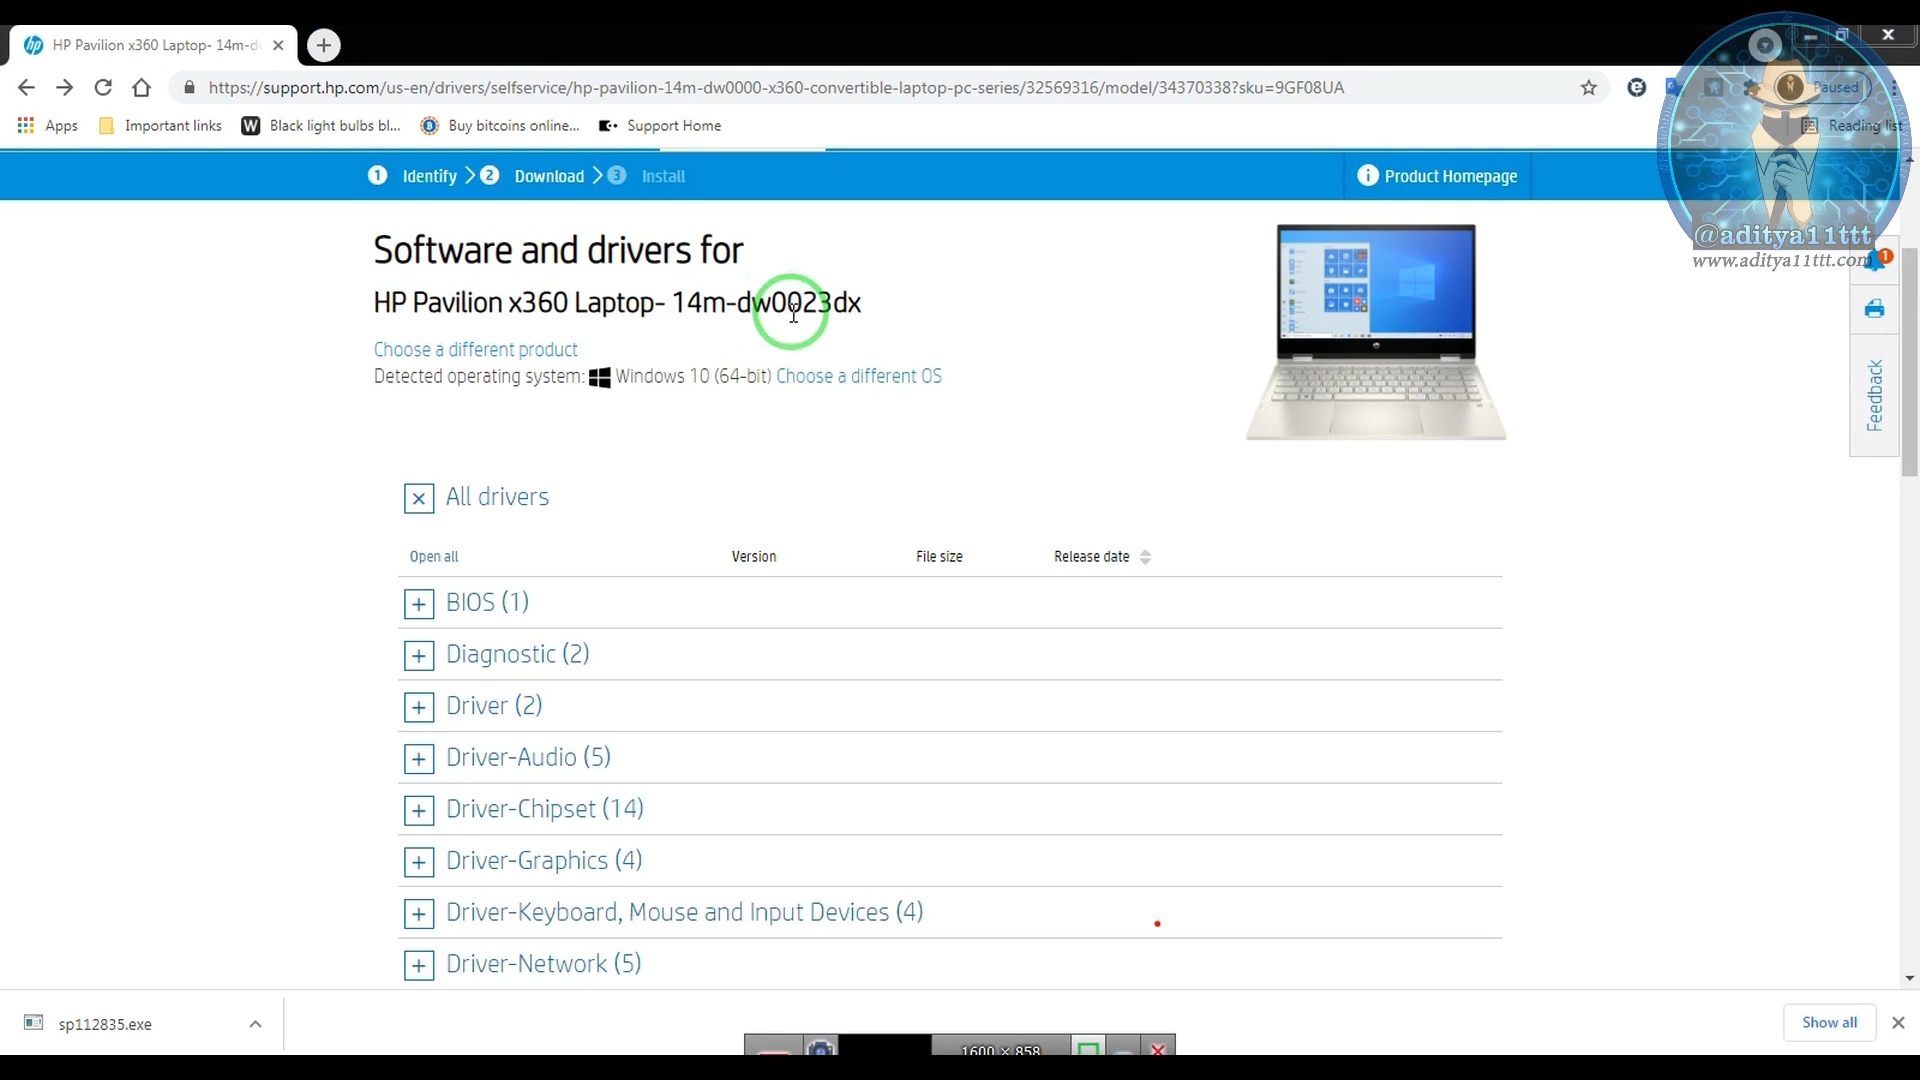 hp HP Pavilion x360 Laptop- 14m-d
https://support.hp.com/us-en/drivers/selfservice/hp-pavilion-14m-dw0000-x360-convertible-laptop-pc-series/32569316/model/34370338?sku=9GF08UA
Paused
Apps Important links Black light bulbs bl... Buy bitcoins online... Support Home Reading list
1 Identify 2 Download 3 Install Product Homepage
Software and drivers for
@aditya11ttt
www.aditya11ttt.com
1
HP Pavilion x360 Laptop- 14m-dw0023dx
Choose a different product
Detected operating system: Windows 10 (64-bit) Choose a different OS
Feedback
All drivers
Open all Version File size Release date
BIOS (1)
Diagnostic (2)
Driver (2)
Driver-Audio (5)
Driver-Chipset (14)
Driver-Graphics (4)
Driver-Keyboard, Mouse and Input Devices (4)
Driver-Network (5)
sp112835.exe Show all
1600 × 858